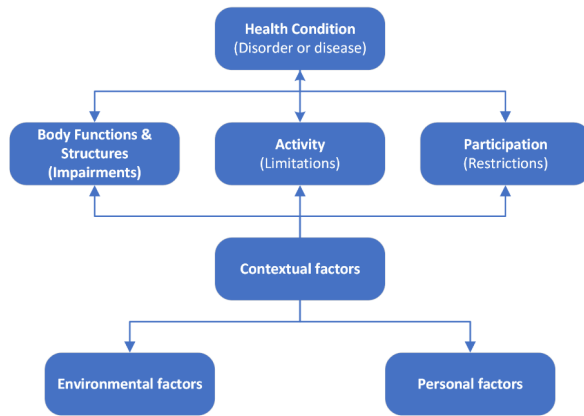 Health Condition
(Disorder or disease)
Body Functions &
Structures
(Impairments)
Activity
(Limitations)
Participation
(Restrictions)
Contextual factors
Environmental factors
Personal factors